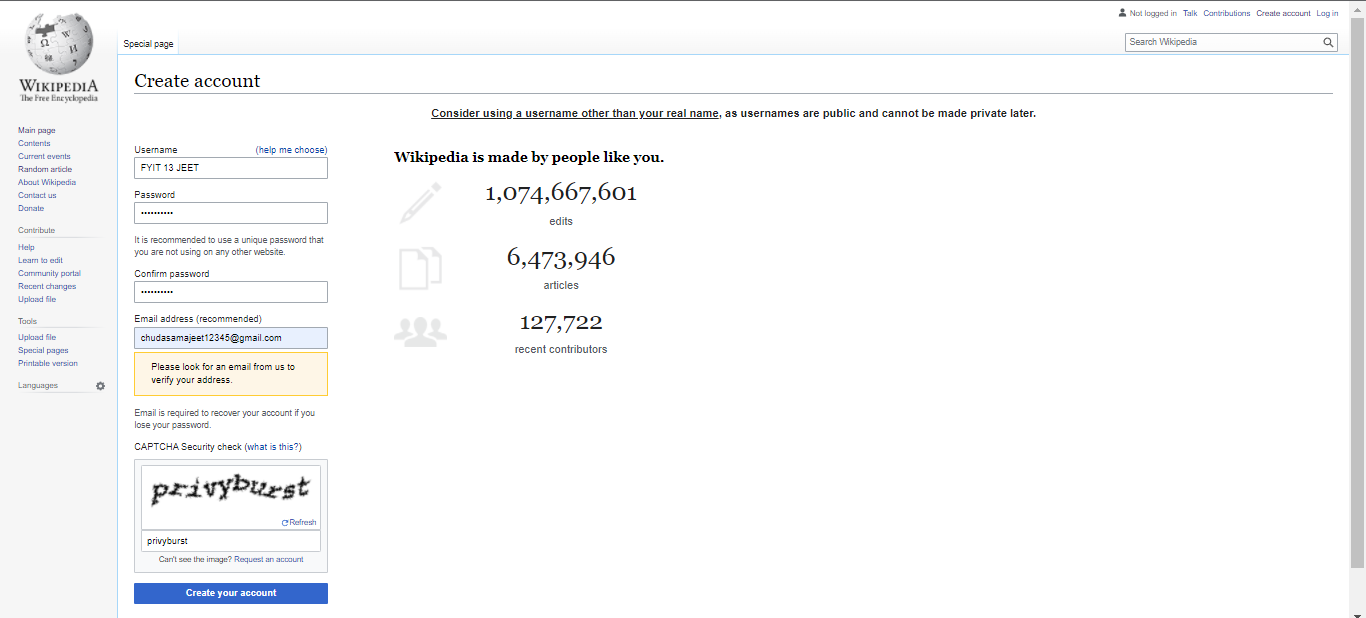 Not logged in Talk Contributions Create account Log in
Special page
Search Wikipedia
WIKIPEDIA
The Free Encyclopedia
Main page
Contents
Current events
Random article
About Wikipedia
Contact us
Donate
Contribute
Help
Learn to edit
Community portal
Recent changes
Upload file
Tools
Upload file
Special pages
Printable version
Languages
Create account
Consider using a username other than your real name, as usernames are public and cannot be made private later.
Username (help me choose)
FYIT 13 JEET
Password
••••••••••
It is recommended to use a unique password that
you are not using on any other website.
Confirm password
••••••••••
Email address (recommended)
chudasamajeet12345@gmail.com
Please look for an email from us to
verify your address.
Email is required to recover your account if you
lose your password.
CAPTCHA Security check (what is this?)
privyburst
Refresh
privyburst
Can't see the image? Request an account
Create your account
Wikipedia is made by people like you.
1,074,667,601
edits
6,473,946
articles
127,722
recent contributors